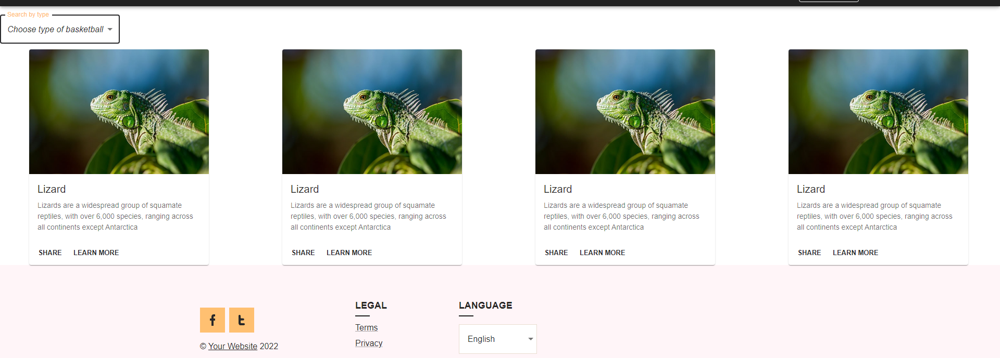 Search by type
Choose type of basketball
Lizard
Lizards are a widespread group of squamate
reptiles, with over 6,000 species, ranging across
all continents except Antarctica
SHARE LEARN MORE
Lizard
Lizards are a widespread group of squamate
reptiles, with over 6,000 species, ranging across
all continents except Antarctica
SHARE LEARN MORE
Lizard
Lizards are a widespread group of squamate
reptiles, with over 6,000 species, ranging across
all continents except Antarctica
SHARE LEARN MORE
Lizard
Lizards are a widespread group of squamate
reptiles, with over 6,000 species, ranging across
all continents except Antarctica
SHARE LEARN MORE
© Your Website 2022
LEGAL
Terms
Privacy
LANGUAGE
English